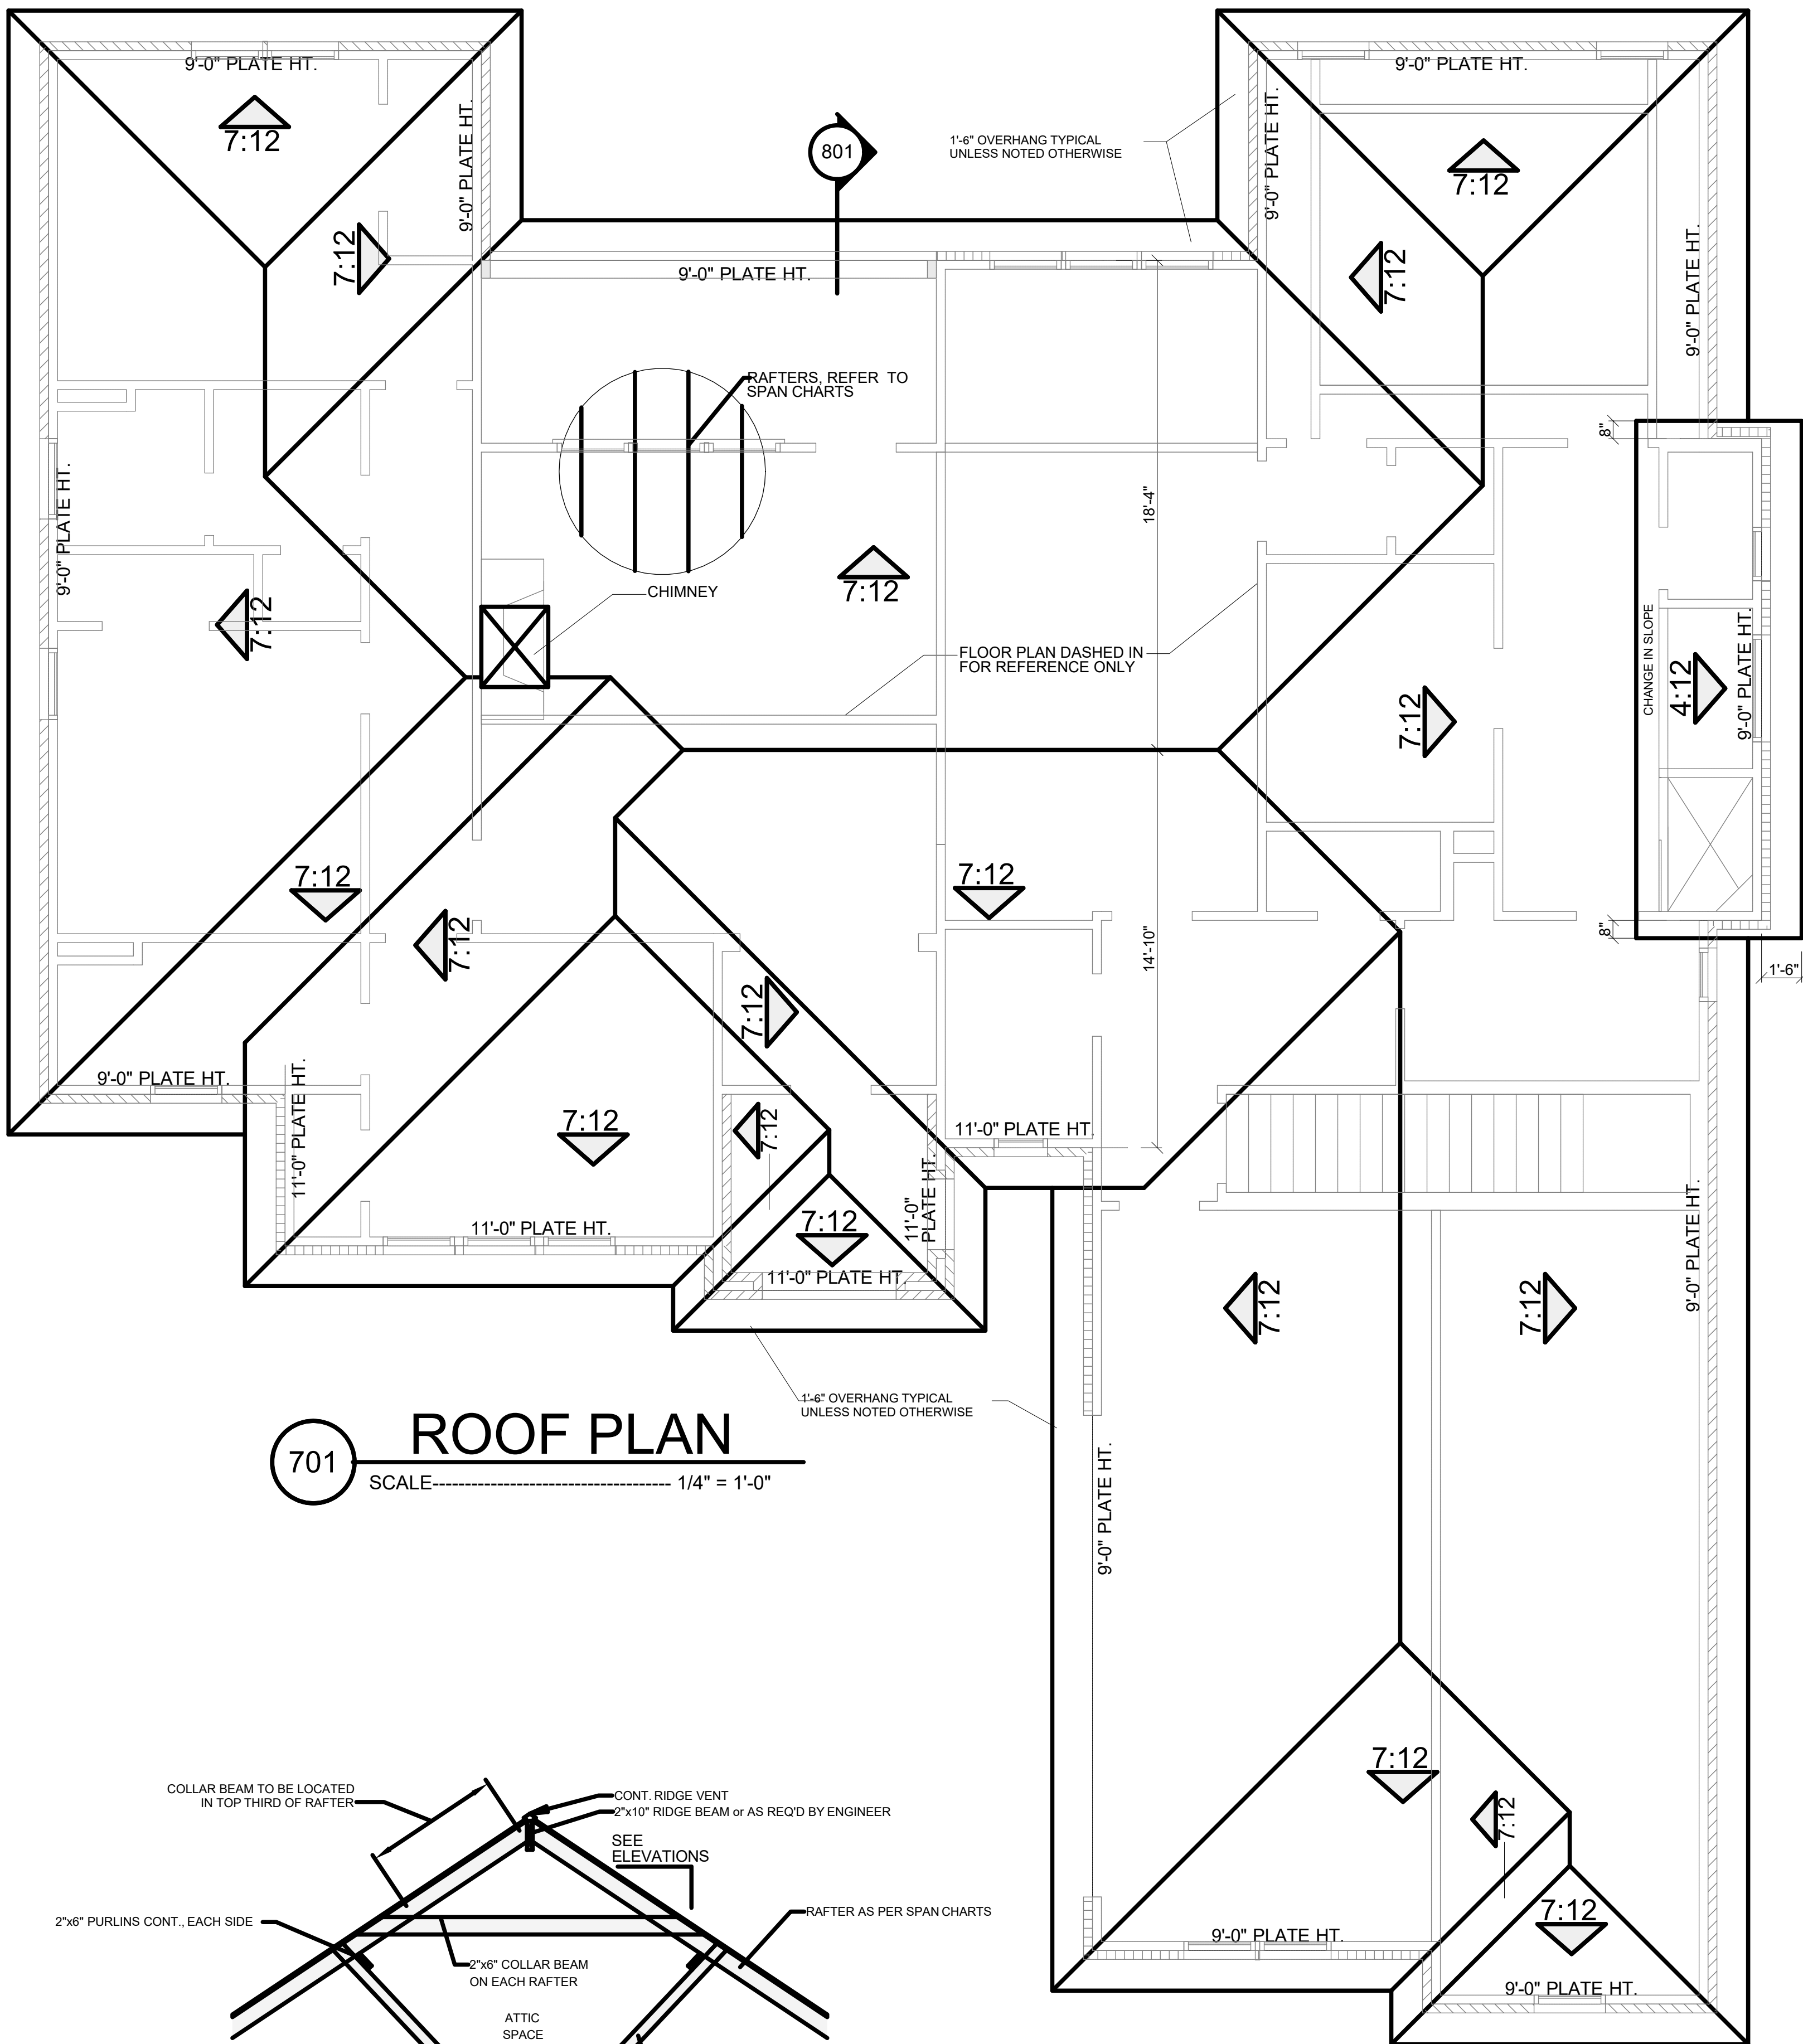 9'-0" PLATE HT.
9'-0" PLATE HT.
7:12
9'-0" PLATE HT.
801
1'-6" OVERHANG TYPICAL
UNLESS NOTED OTHERWISE
9'-0" PLATE HT.
7:12
7:12
9'-0" PLATE HT.
7:12
9'-0" PLATE HT.
9'-0" PLATE HT.
RAFTERS, REFER TO
SPAN CHARTS
8"
18'-4"
9'-0" PLATE HT.
7:12
CHIMNEY
7:12
FLOOR PLAN DASHED IN
FOR REFERENCE ONLY
CHANGE IN SLOPE
4:12
9'-0" PLATE HT.
7:12
7:12
7:12
7:12
14'-10"
8"
1'-6"
7:12
9'-0" PLATE HT.
11'-0" PLATE HT.
7:12
7:12
11'-0" PLATE HT.
11'-0"
PLATE HT.
7:12
11'-0" PLATE HT.
11'-0" PLATE HT.
9'-0" PLATE HT.
7:12
7:12
1'-6" OVERHANG TYPICAL
UNLESS NOTED OTHERWISE
701
ROOF PLAN
SCALE------------------------------------- 1/4" = 1'-0"
9'-0" PLATE HT.
7:12
7:12
7:12
9'-0" PLATE HT.
9'-0" PLATE HT.
COLLAR BEAM TO BE LOCATED
IN TOP THIRD OF RAFTER
CONT. RIDGE VENT
2"x10" RIDGE BEAM or AS REQ'D BY ENGINEER
SEE
ELEVATIONS
2"x6" PURLINS CONT., EACH SIDE
RAFTER AS PER SPAN CHARTS
2"x6" COLLAR BEAM
ON EACH RAFTER
ATTIC
SPACE